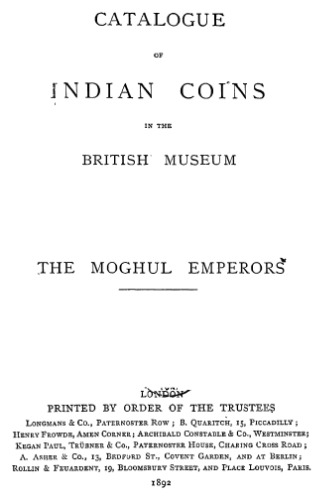 CATALOGUE
OF
INDIAN COINS
IN THE
BRITISH MUSEUM
THE MOGHUL EMPERORS
LONDON
PRINTED BY ORDER OF THE TRUSTEES
LONGMANS & CO., PATERNOSTER ROW; B. QUARITCH, 15, PICCADILLY;
HENRY FROWDE, AMEN CORNER; ARCHIBALD CONSTABLE & CO., WESTMINSTER;
KEGAN PAUL, TRÜBNER & CO., PATERNOSTER HOUSE, CHARING CROSS ROAD;
A. ASHER & CO., 13, BEDFORD ST., COVENT GARDEN, AND AT BERLIN;
ROLLIN & FEUARDENT, 19, BLOOMSBURY STREET, AND PLACE LOUVOIS, PARIS.
1892